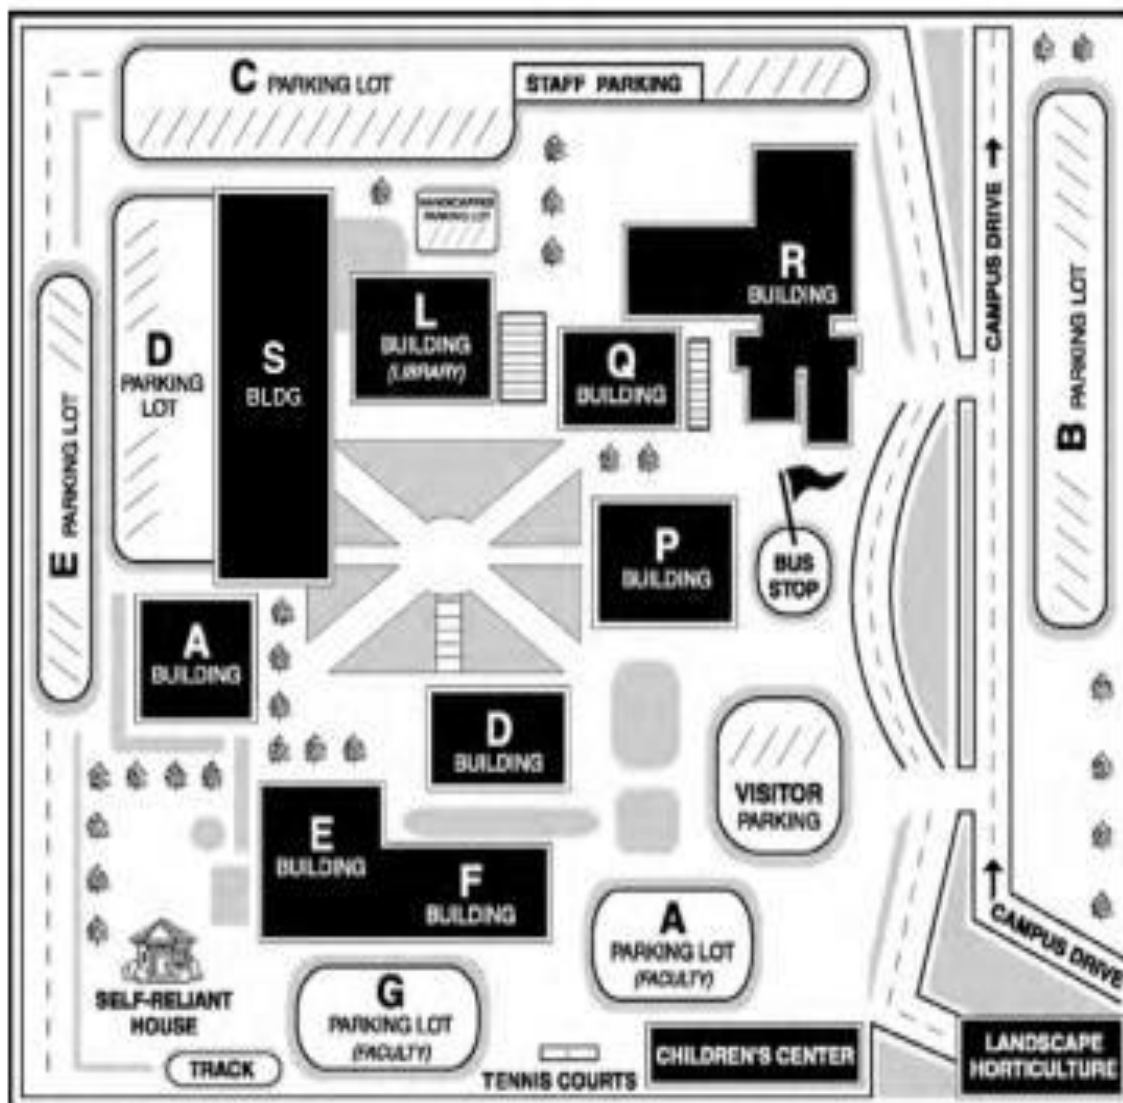 C PARKING LOT
STAFF PARKING
HANDICAPPED
PARKING LOT
CAMPUS DRIVE
R
BUILDING
L
BUILDING
(LIBRARY)
Q
BUILDING
D
PARKING
LOT
S
BLDG.
E PARKING LOT
B PARKING LOT
P
BUILDING
BUS
STOP
A
BUILDING
D
BUILDING
VISITOR
PARKING
E
BUILDING
F
BUILDING
A
PARKING LOT
(FACULTY)
CAMPUS DRIVE
SELF-RELIANT
HOUSE
G
PARKING LOT
(FACULTY)
TRACK
TENNIS COURTS
CHILDREN'S CENTER
LANDSCAPE
HORTICULTURE